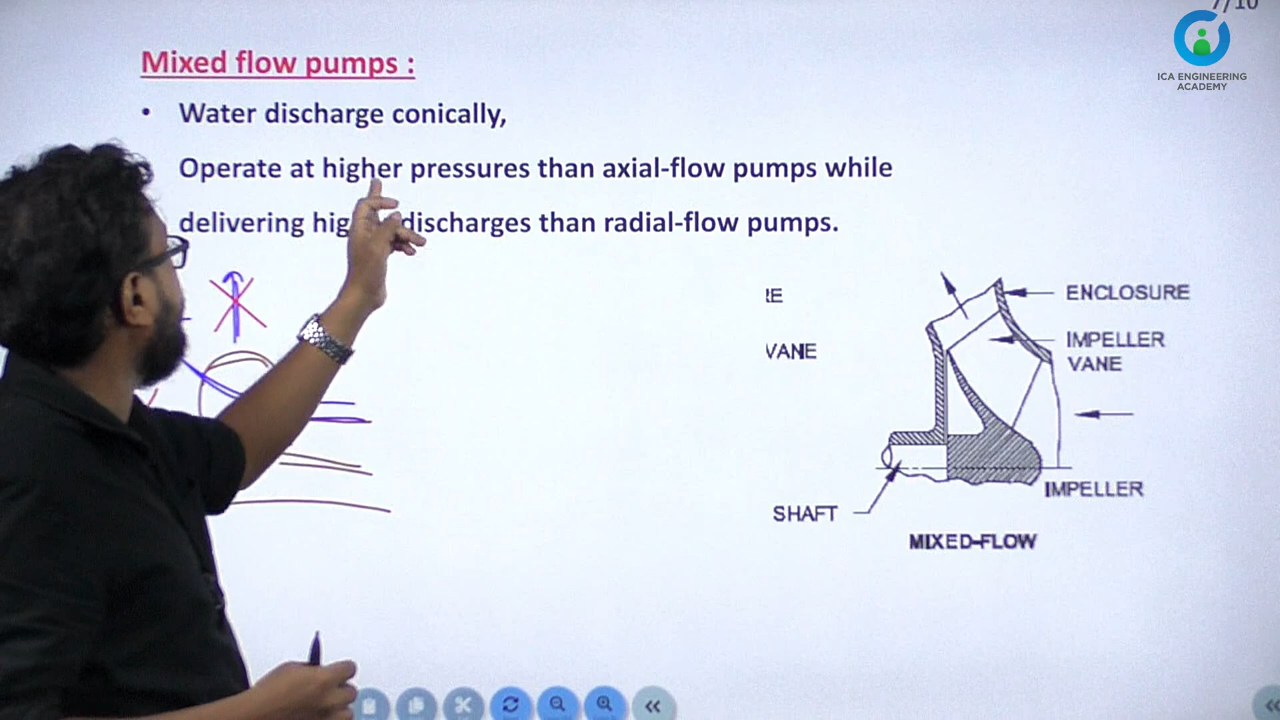 7/10
ICA ENGINEERING
ACADEMY
Mixed flow pumps :
• Water discharge conically,
Operate at higher pressures than axial-flow pumps while
delivering hig discharges than radial-flow pumps.
ENCLOSURE
IMPELLER
VANE
VANE
IMPELLER
SHAFT
MIXED-FLOW